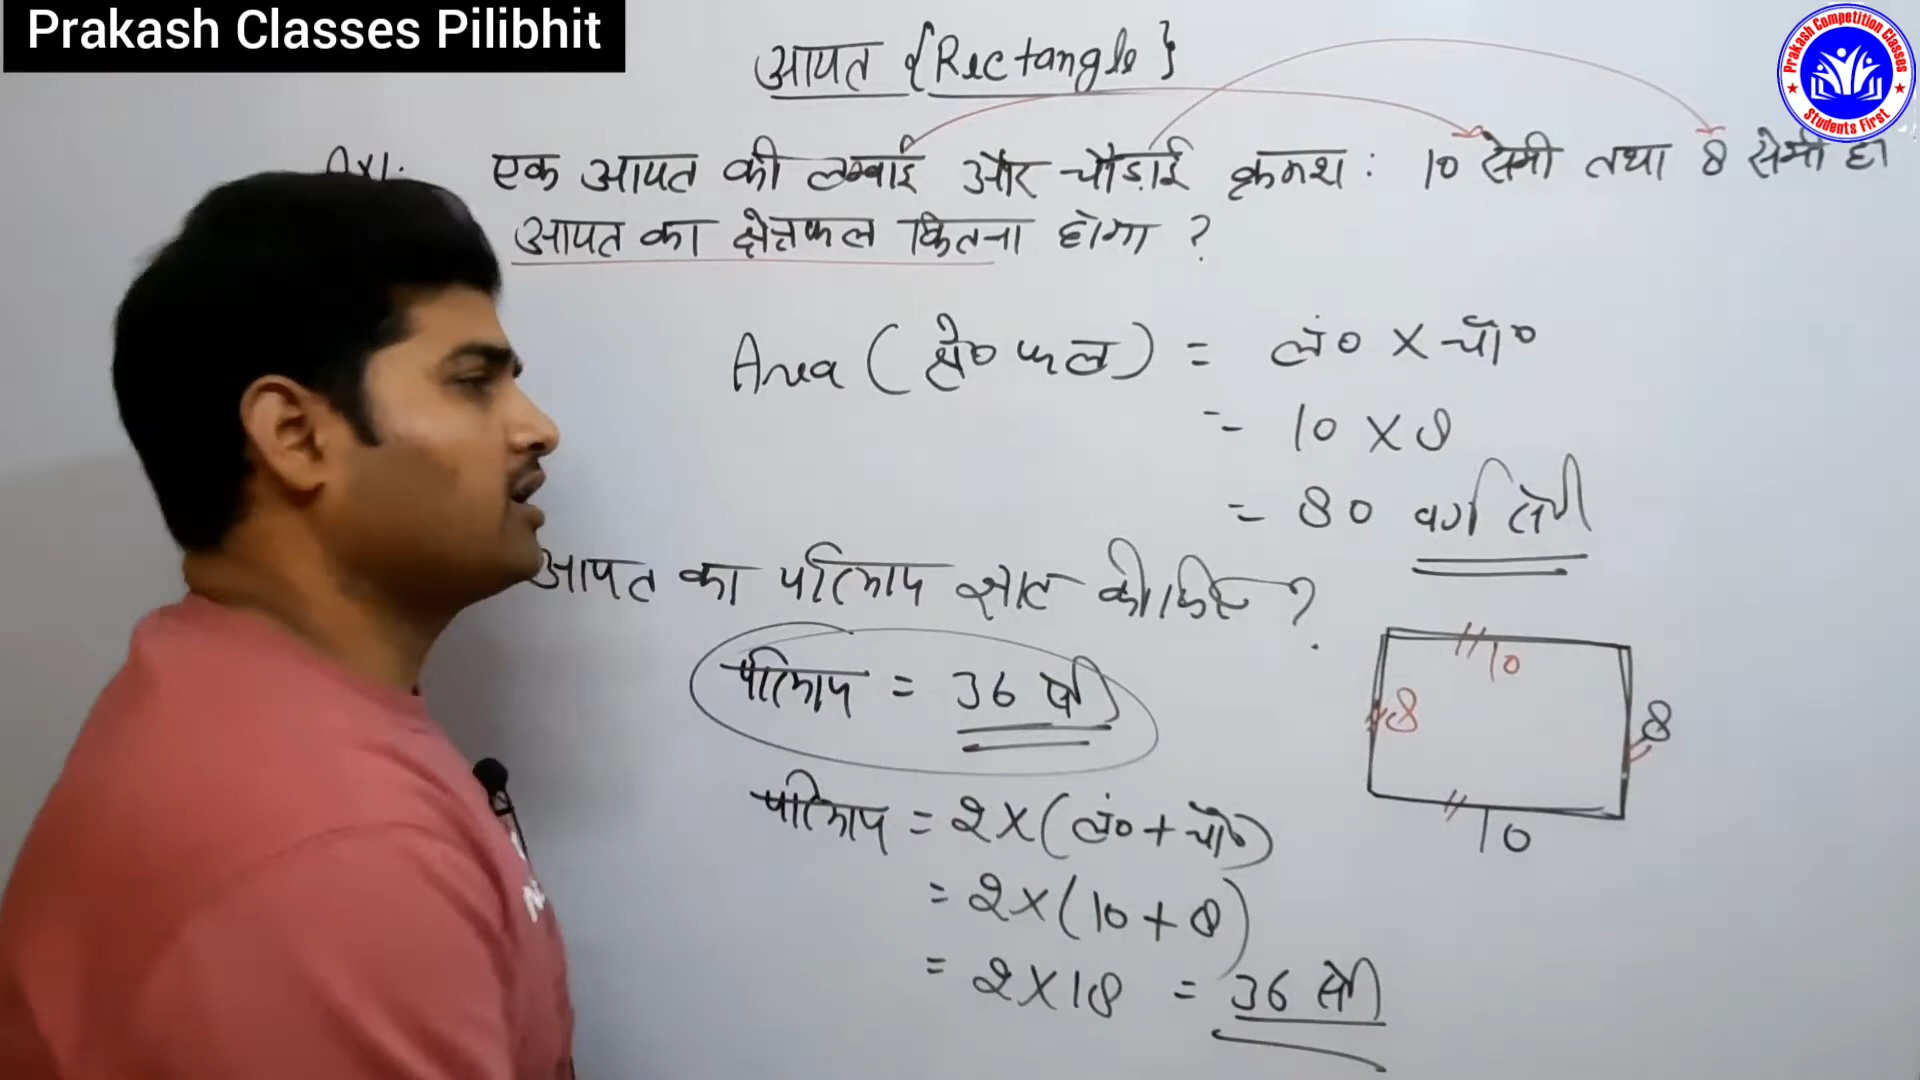 Prakash Classes Pilibhit
Prakash Competition Classes
Students First
आयत {Rectangle}
एक आयत की लम्बाई और चौड़ाई क्रमशः 10 सेमी तथा 8 सेमी है।
आयत का क्षेत्रफल कितना होगा ?
Area (क्षे० फल) = लं० × चौ०
= 10 × 8
= 80 वर्ग सेमी
आयत का परिमाप ज्ञात कीजिए ?
परिमाप = 36 सेमी
10
8
8
10
परिमाप = 2 × (लं० + चौ०)
= 2 × (10 + 8)
= 2 × 18 = 36 सेमी